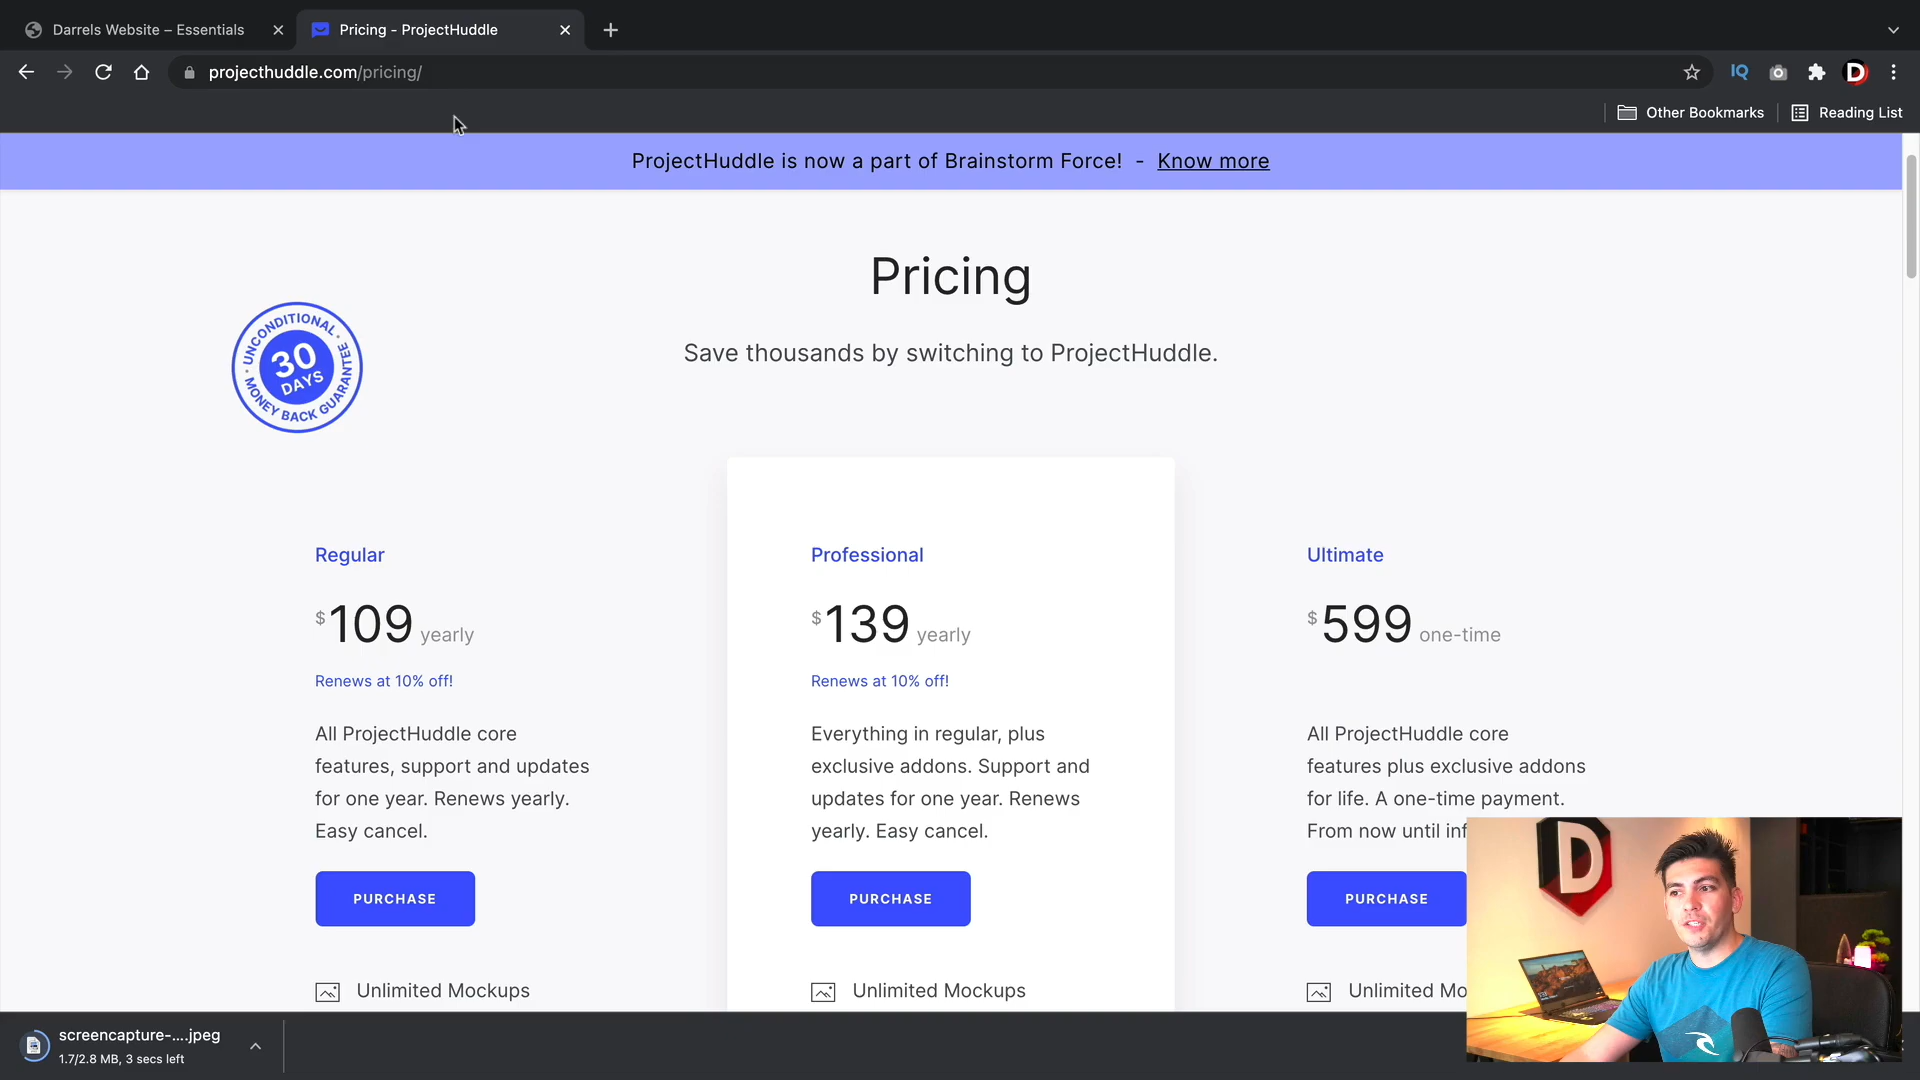 Darrels Website – Essentials
Pricing - ProjectHuddle
projecthuddle.com/pricing/
IQ
D
Other Bookmarks
Reading List
ProjectHuddle is now a part of Brainstorm Force! - Know more
Pricing
Save thousands by switching to ProjectHuddle.
UNCONDITIONAL
30
DAYS
MONEY BACK GUARANTEE
Regular
$109 yearly
Renews at 10% off!
All ProjectHuddle core
features, support and updates
for one year. Renews yearly.
Easy cancel.
PURCHASE
Unlimited Mockups
Professional
$139 yearly
Renews at 10% off!
Everything in regular, plus
exclusive addons. Support and
updates for one year. Renews
yearly. Easy cancel.
PURCHASE
Unlimited Mockups
Ultimate
$599 one-time
All ProjectHuddle core
features plus exclusive addons
for life. A one-time payment.
From now until inf
PURCHASE
Unlimited Mo
D
screencapture-....jpeg
1.7/2.8 MB, 3 secs left